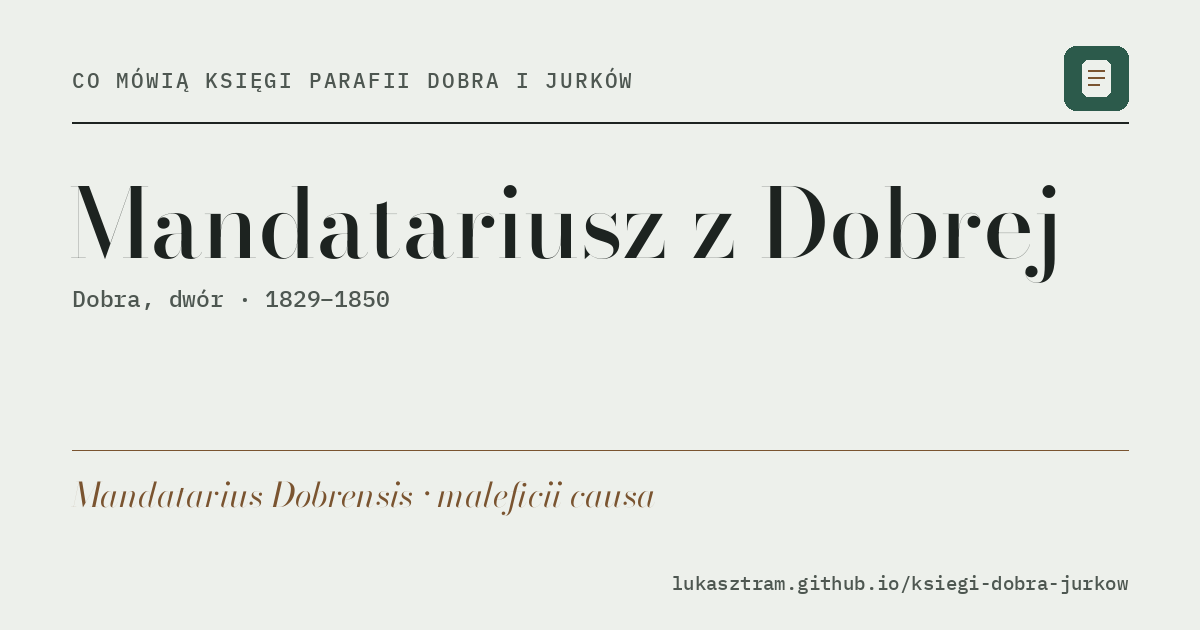 CO MÓWIĄ KSIĘGI PARAFII DOBRA I JURKÓW
Mandatariusz z Dobrej
Dobra, dwór · 1829–1850
Mandatarius Dobrensis · maleficii causa
lukasztram.github.io/ksiegi-dobra-jurkow